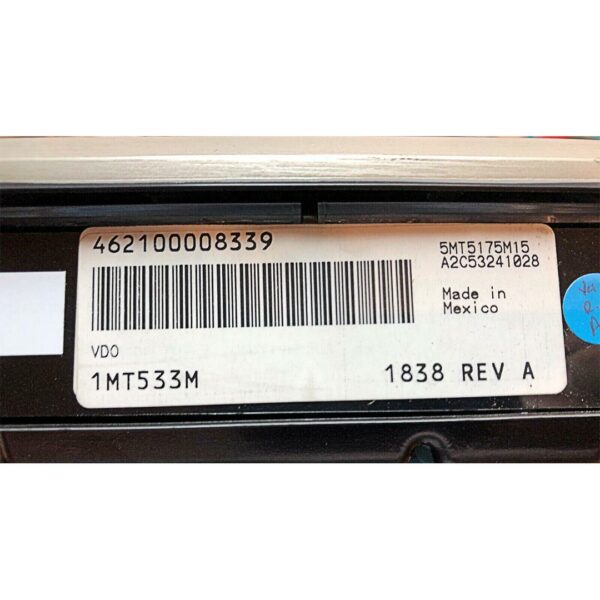 462100008339
5MT5175M15
A2C53241028
Made in
Mexico
VDO
1MT533M
1838 REV A